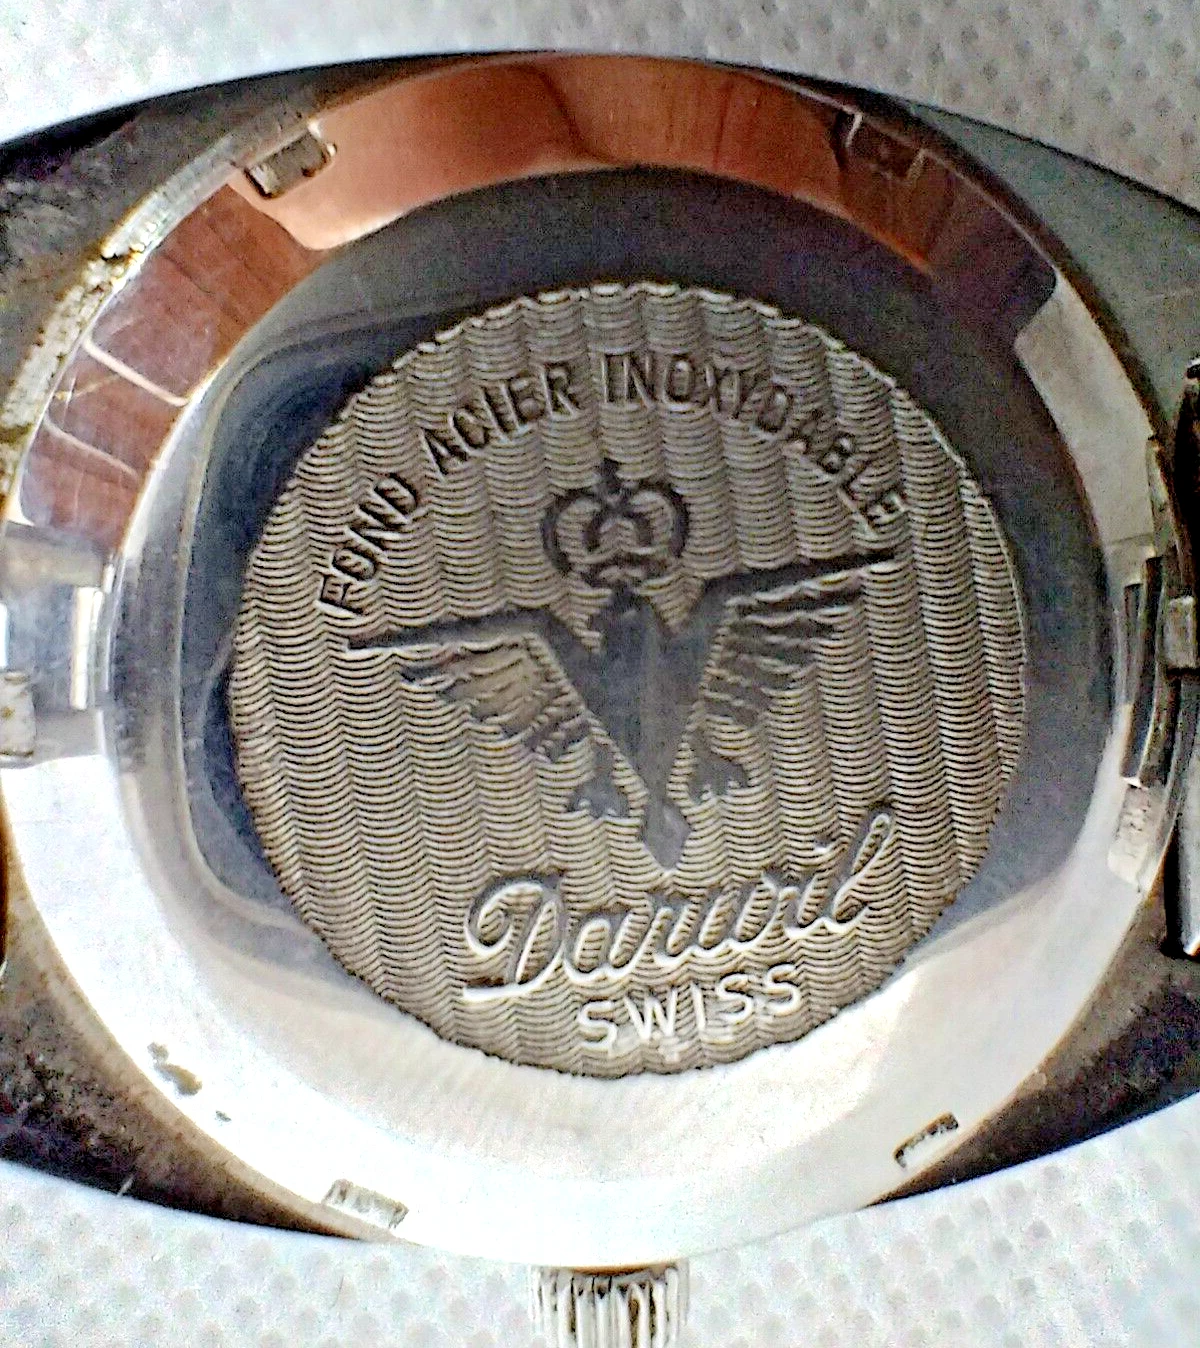 FOND ACIER INOXYDABLE
Darwil
SWISS